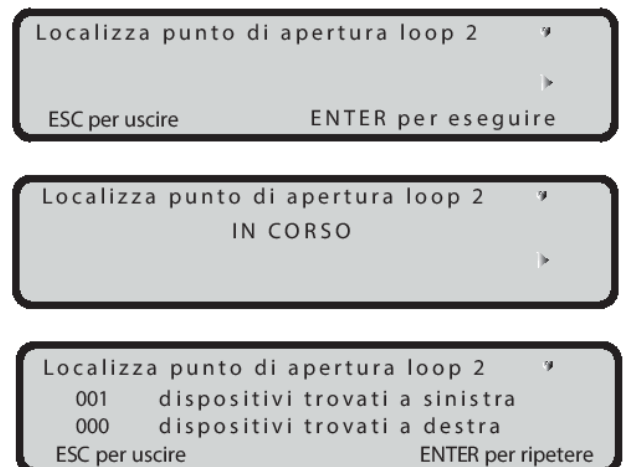 Localizza punto di apertura loop 2
ESC per uscire ENTER per eseguire
Localizza punto di apertura loop 2
IN CORSO
Localizza punto di apertura loop 2
001 dispositivi trovati a sinistra
000 dispositivi trovati a destra
ESC per uscire ENTER per ripetere